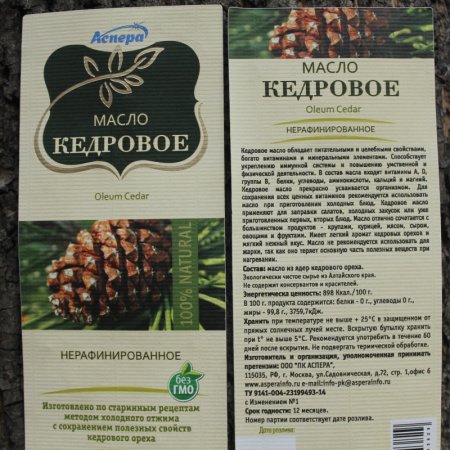 Аспера
МАСЛО
КЕДРОВОЕ
Oleum Cedar
100% NATURAL
НЕРАФИНИРОВАННОЕ
без
ГМО
Изготовлено по старинным рецептам
методом холодного отжима
с сохранением полезных свойств
кедрового ореха
МАСЛО
КЕДРОВОЕ
Oleum Cedar
НЕРАФИНИРОВАННОЕ
Кедровое масло обладает питательными и целебными свойствами,
богато витаминами и минеральными элементами. Способствует
укреплению иммунной системы и повышению умственной и
физической деятельности. В состав масла входят витамины A, D,
группы B, белки, углеводы, аминокислоты, кальций и магний.
Кедровое масло прекрасно усваивается организмом. Для
сохранения всех ценных витаминов рекомендуется использовать
масло при приготовлении холодных блюд. Кедровое масло
применяют для заправки салатов, холодных закусок или уже
приготовленных первых, вторых блюд. Масло отлично сочетается с
большинством продуктов - крупами, курицей, мясом, сыром,
овощами и фруктами. Имеет легкий аромат кедровых орехов и
мягкий нежный вкус. Масло не рекомендуется использовать для
жарки, так как оно теряет основную часть полезных веществ при
нагревании.
Состав: масло из ядер кедрового ореха.
Экологически чистое сырье из Алтайского края.
Не содержит консервантов и красителей.
Энергетическая ценность: 898 Ккал./100 г.
В 100 г. продукта содержится: белки - 0 г., углеводы 0 г.,
жиры - 99,8 г., 3759,7кДж.
Хранить при температуре не выше + 25°С в защищенном от
прямых солнечных лучей месте. Вскрытую бутылку хранить
при t° не выше 5°С. Рекомендуется употребить в течение 60
дней после вскрытия. Не подвергать повторному нагреванию.
Изготовитель и организация, уполномоченная принимать
претензии: ООО "ПК АСПЕРА"
115035, РФ, г. Москва, ул.Садовническая, д.72, стр.1,офис 6
www.asperainfo.ru e-mail:info-pk@asperainfo.ru
ТУ 9141-004-23199493-14
с Изменением №1
Срок годности: 12 месяцев.
Номер партии соответствует дате розлива.
Дата розлива: